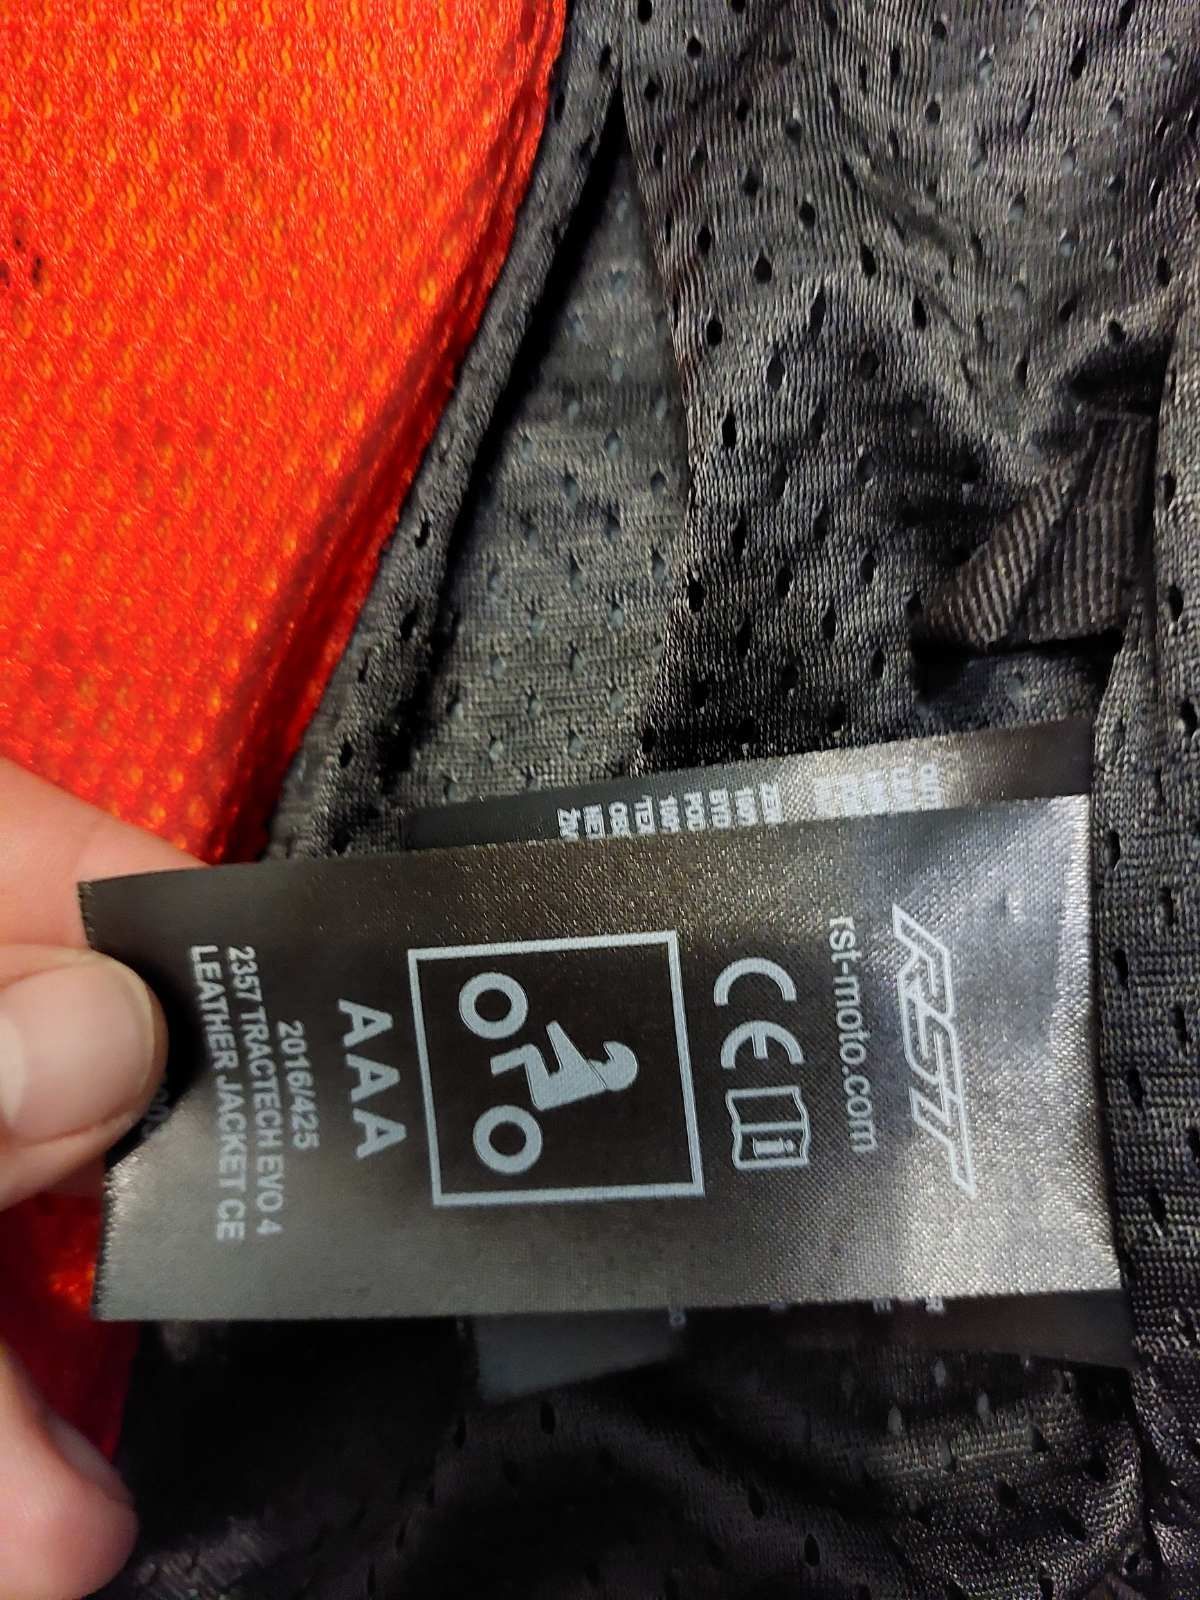 RST
rst-moto.com
CE i
AAA
2016/425
2357 TRACTECH EVO 4
LEATHER JACKET CE